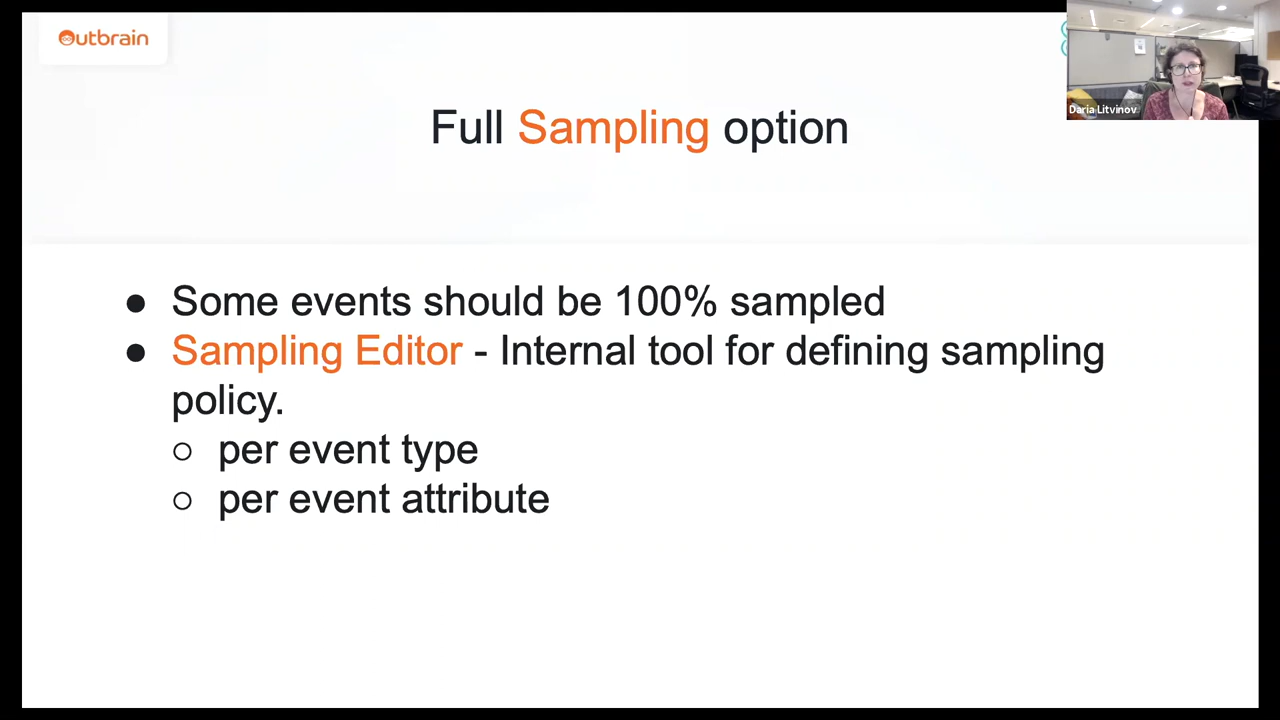 Outbrain
Daria Litvinov
Full Sampling option
● Some events should be 100% sampled
● Sampling Editor - Internal tool for defining sampling
policy.
○ per event type
○ per event attribute